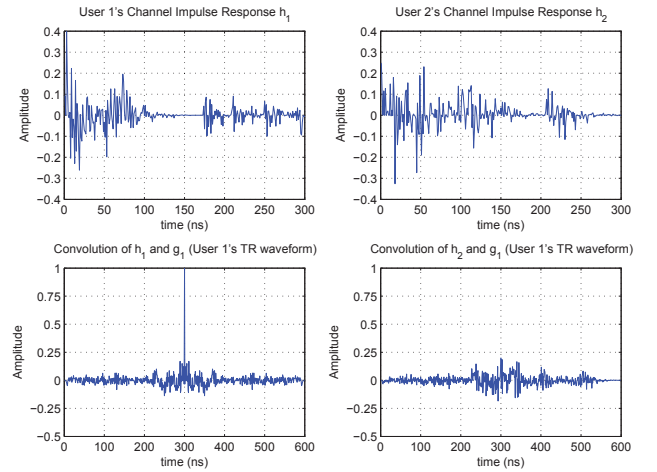 User 1's Channel Impulse Response h1
0.4
0.3
0.2
0.1
0
−0.1
−0.2
−0.3
−0.4
Amplitude
0 50 100 150 200 250 300
time (ns)
User 2's Channel Impulse Response h2
0.4
0.3
0.2
0.1
0
−0.1
−0.2
−0.3
−0.4
Amplitude
0 50 100 150 200 250 300
time (ns)
Convolution of h1 and g1 (User 1's TR waveform)
1
0.75
0.5
0.25
0
−0.25
−0.5
Amplitude
0 100 200 300 400 500 600
time (ns)
Convolution of h2 and g1 (User 1's TR waveform)
1
0.75
0.5
0.25
0
−0.25
−0.5
Amplitude
0 100 200 300 400 500 600
time (ns)